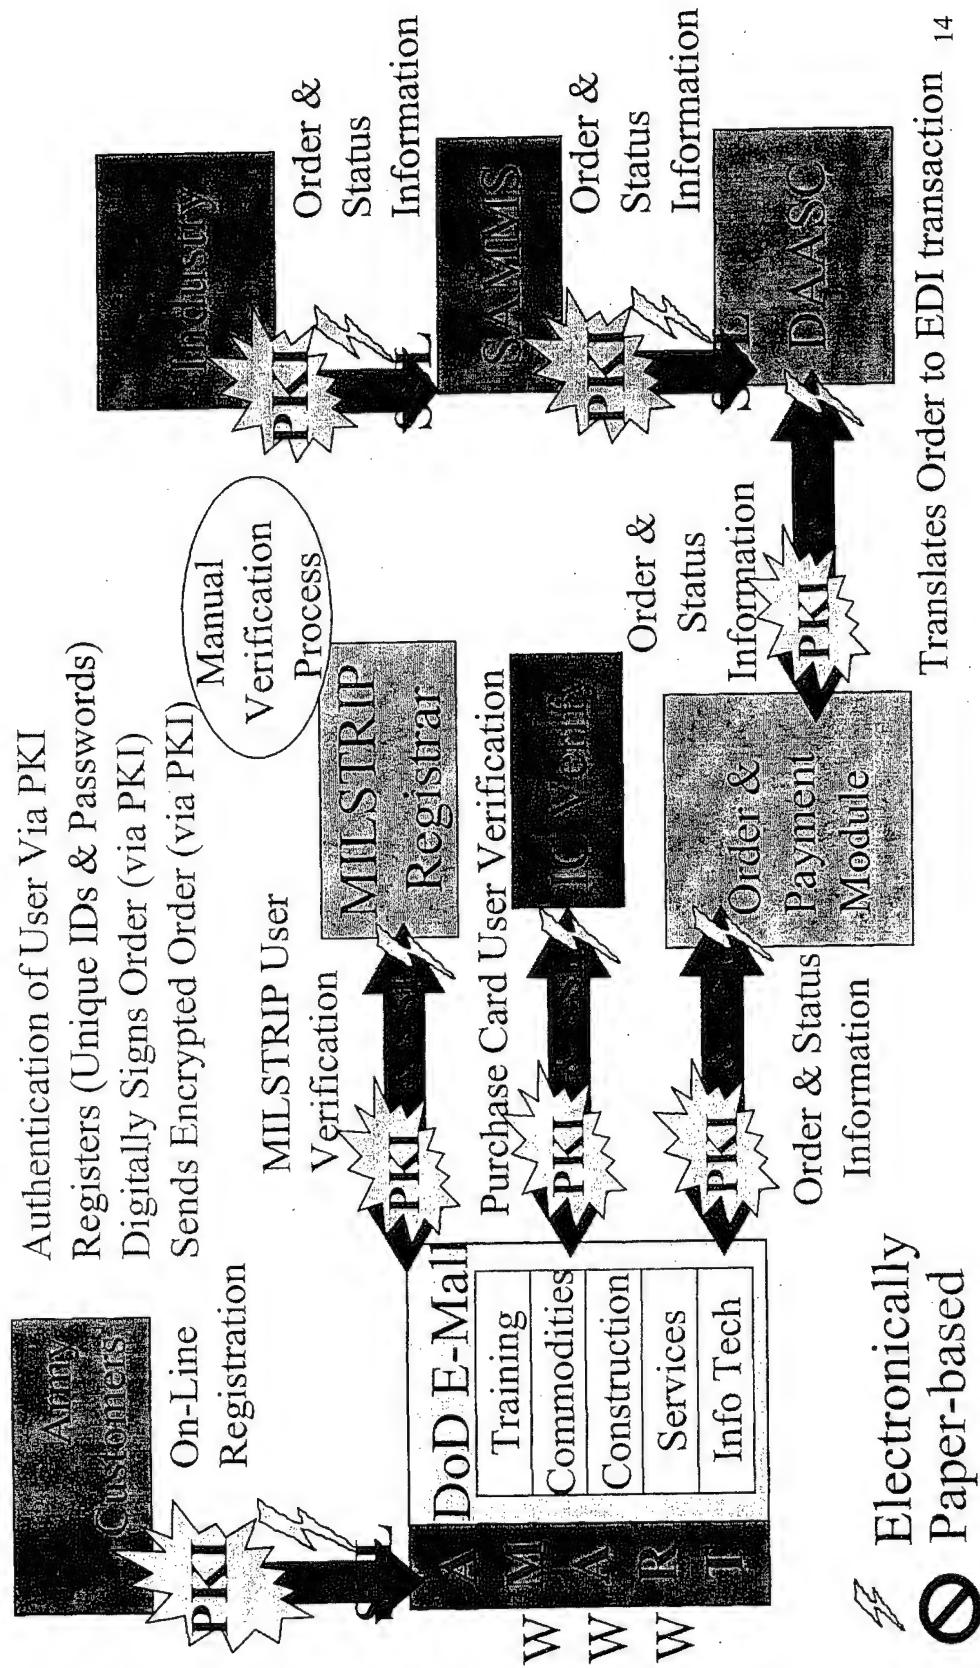 Authentication of User Via PKI
Registers (Unique IDs & Passwords)
Digitally Signs Order (via PKI)
Sends Encrypted Order (via PKI)
Army
Customers
On-Line
Registration
PKI
WWW
AMART
DoD E-Mall
Training
Commodities
Construction
Services
Info Tech
MILSTRIP User
Verification
PKI
MILSTRIP
Registrar
Manual
Verification
Process
Purchase Card User Verification
PKI
IC Verify
PKI
Order & Status
Information
Order &
Payment
Module
Order &
Status
Information
PKI
Industry
PKI
Order &
Status
Information
SAMMS
PKI
Order &
Status
Information
DAASC
Translates Order to EDI transaction
Electronically
Paper-based
14